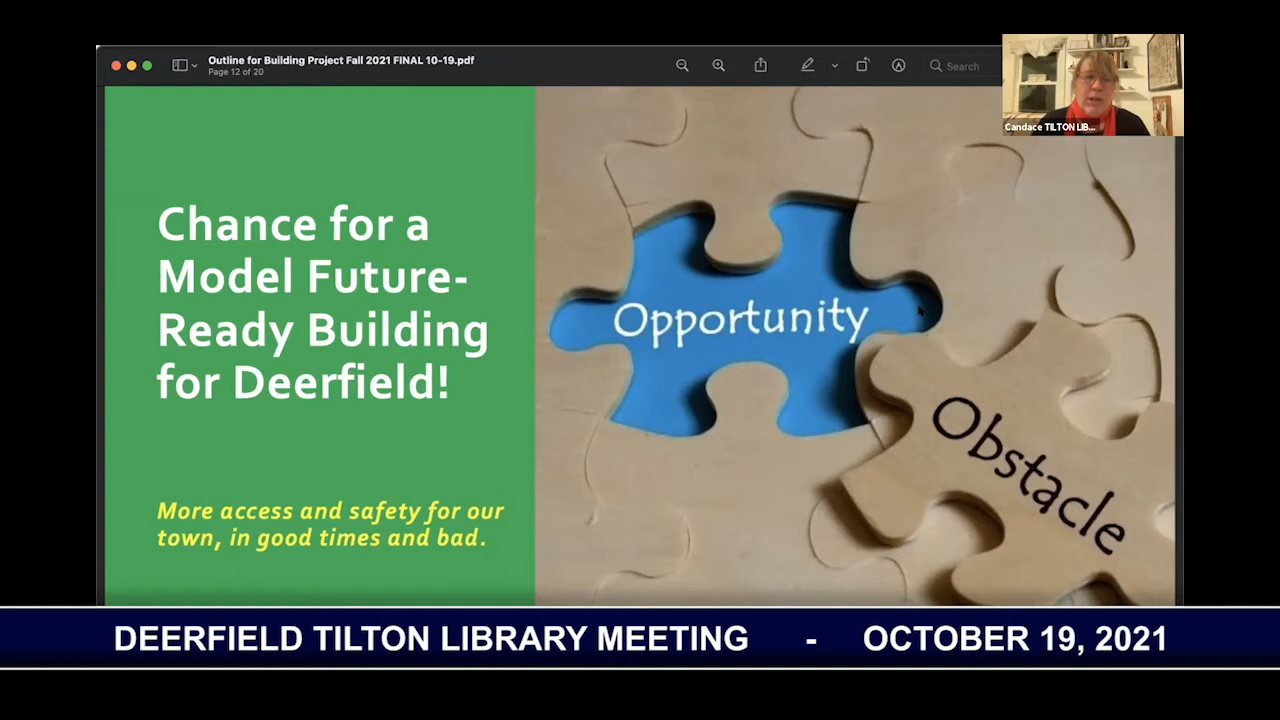 Outline for Building Project Fall 2021 FINAL 10-19.pdf
Page 12 of 20
Search
Candace TILTON LIB...
Chance for a
Model Future-
Ready Building
for Deerfield!
More access and safety for our
town, in good times and bad.
Opportunity
Obstacle
DEERFIELD TILTON LIBRARY MEETING - OCTOBER 19, 2021